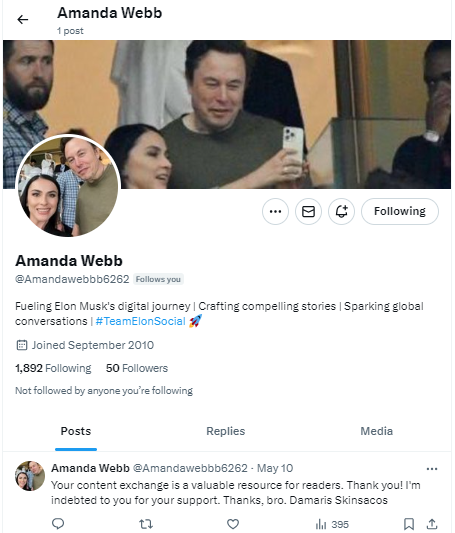 Amanda Webb
1 post
Following
Amanda Webb
@Amandawebbb6262 Follows you
Fueling Elon Musk's digital journey | Crafting compelling stories | Sparking global
conversations | #TeamElonSocial 🚀
Joined September 2010
1,892 Following 50 Followers
Not followed by anyone you're following
Posts Replies Media
Amanda Webb @Amandawebbb6262 · May 10
Your content exchange is a valuable resource for readers. Thank you! I'm
indebted to you for your support. Thanks, bro. Damaris Skinsacos
395